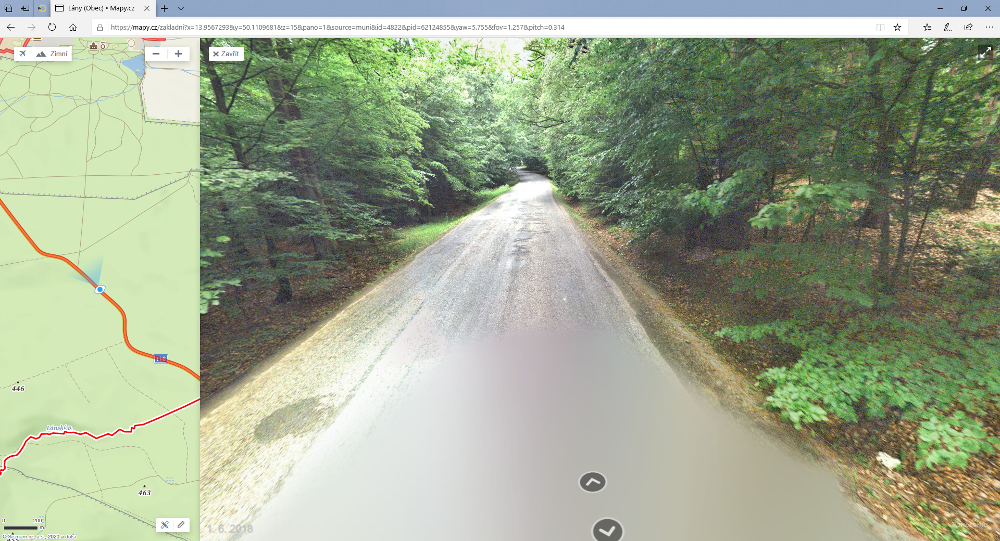 Lány (Obec) • Mapy.cz
https://mapy.cz/zakladni?x=13.9567293&y=50.1109681&z=15&pano=1&source=muni&id=4822&pid=62124855&yaw=5.755&fov=1.257&pitch=0.314
Zimní
Zavřít
446
Lánský p.
463
0 200
m
© Seznam.cz, a.s., 2020 a další
1. 6. 2018